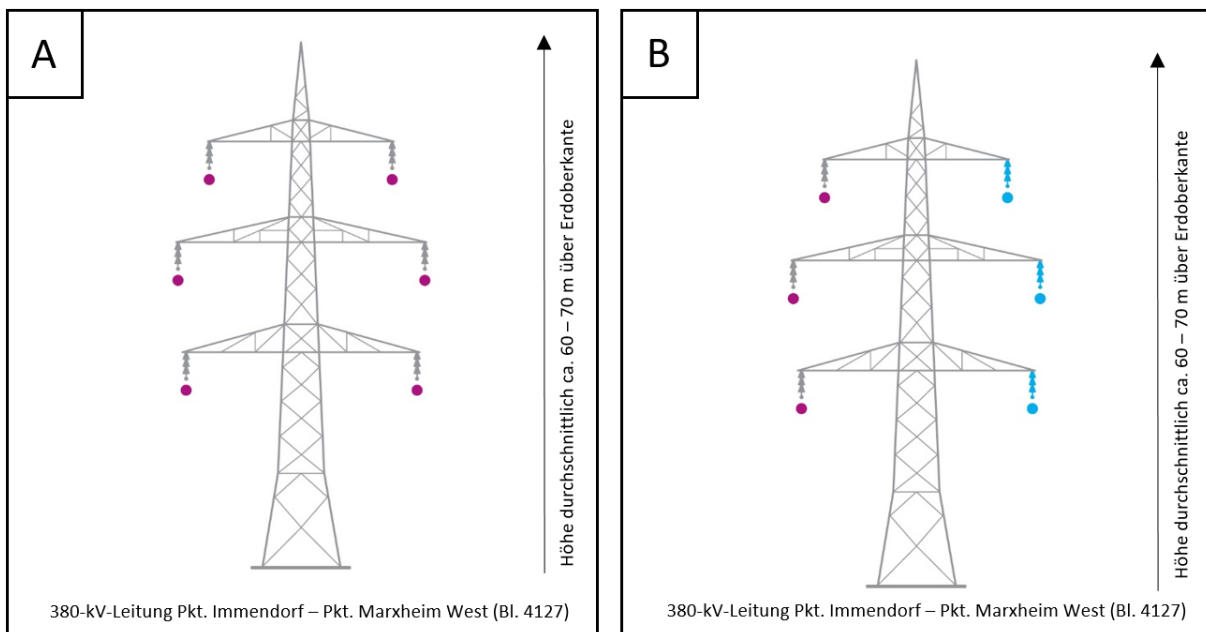 A
Höhe durchschnittlich ca. 60 – 70 m über Erdoberkante
380-kV-Leitung Pkt. Immendorf – Pkt. Marxheim West (Bl. 4127)
B
Höhe durchschnittlich ca. 60 – 70 m über Erdoberkante
380-kV-Leitung Pkt. Immendorf – Pkt. Marxheim West (Bl. 4127)